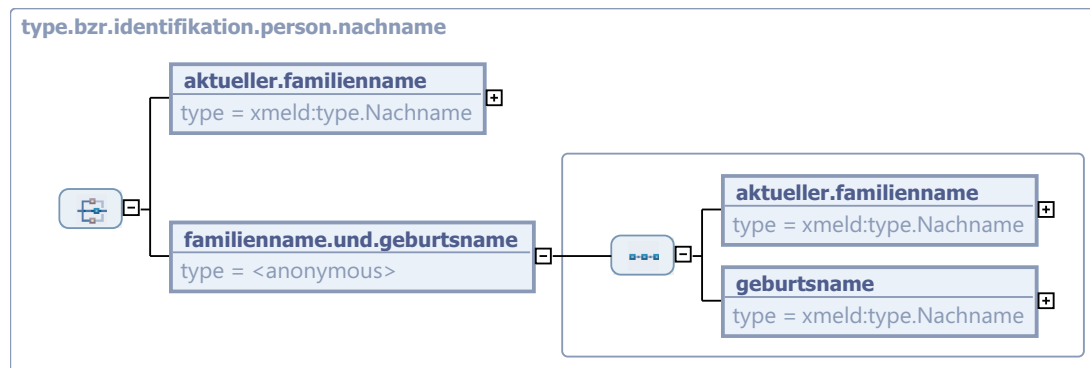 type.bzr.identifikation.person.nachname
aktueller.familienname
type = xmeld:type.Nachname
familienname.und.geburtsname
type = <anonymous>
aktueller.familienname
type = xmeld:type.Nachname
geburtsname
type = xmeld:type.Nachname